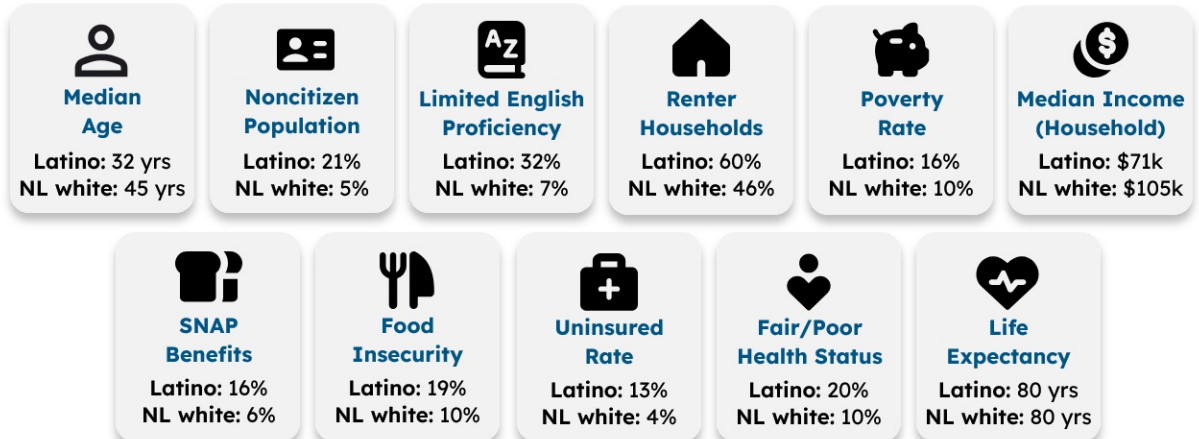 Median
Age
Latino: 32 yrs
NL white: 45 yrs
Noncitizen
Population
Latino: 21%
NL white: 5%
AZ
Limited English
Proficiency
Latino: 32%
NL white: 7%
Renter
Households
Latino: 60%
NL white: 46%
Poverty
Rate
Latino: 16%
NL white: 10%
$
Median Income
(Household)
Latino: $71k
NL white: $105k
SNAP
Benefits
Latino: 16%
NL white: 6%
Food
Insecurity
Latino: 19%
NL white: 10%
Uninsured
Rate
Latino: 13%
NL white: 4%
Fair/Poor
Health Status
Latino: 20%
NL white: 10%
Life
Expectancy
Latino: 80 yrs
NL white: 80 yrs